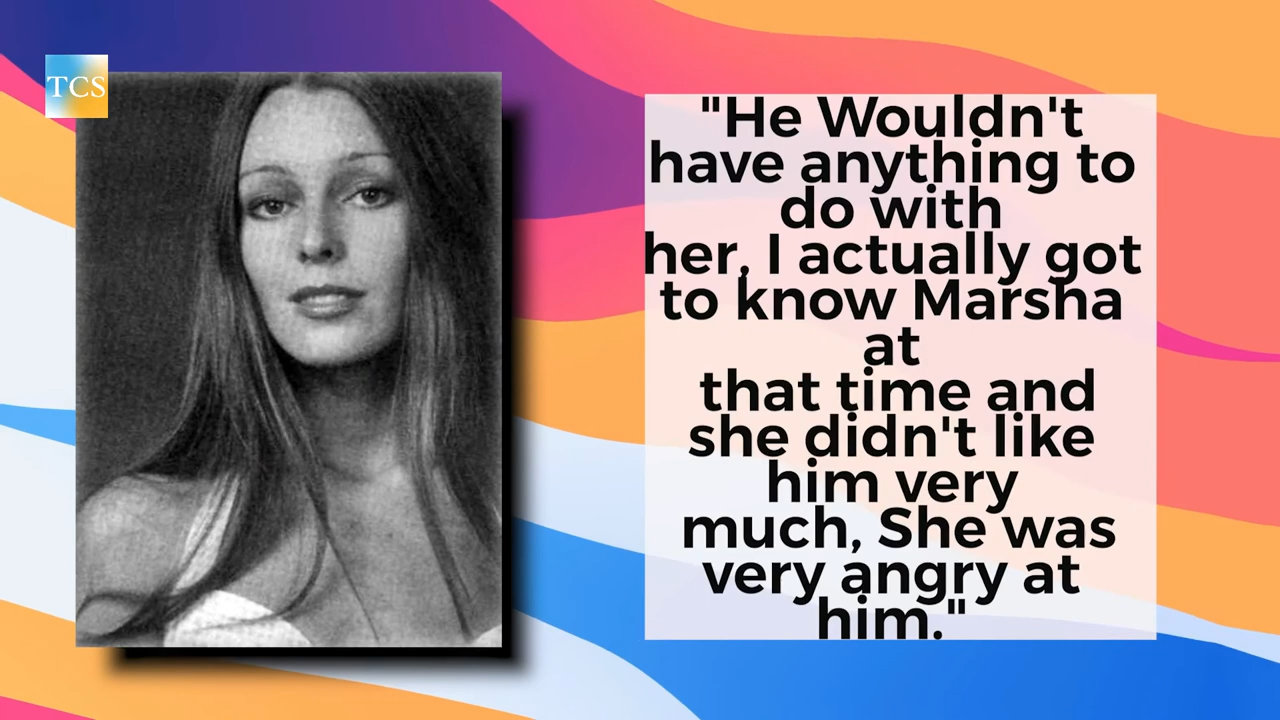 TCS
"He Wouldn't
have anything to
do with
her, I actually got
to know Marsha
at
that time and
she didn't like
him very
much, She was
very angry at
him."